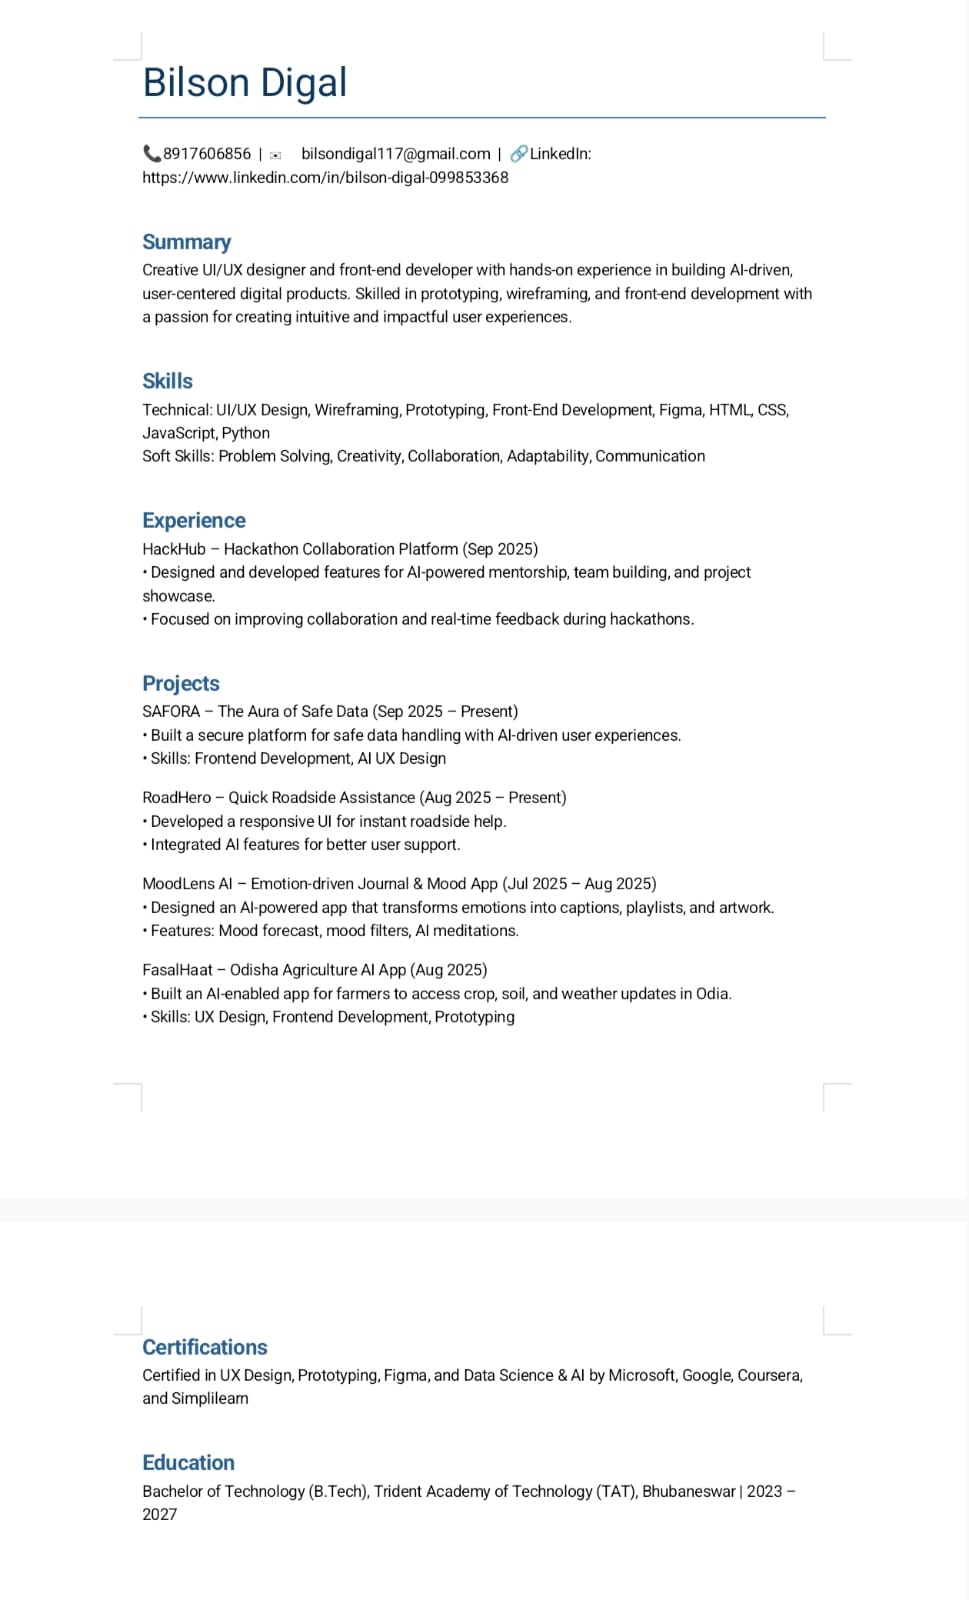 Bilson Digal
📞8917606856 | ✉ bilsondigal117@gmail.com | 🔗LinkedIn:
https://www.linkedin.com/in/bilson-digal-099853368
Summary
Creative UI/UX designer and front-end developer with hands-on experience in building AI-driven,
user-centered digital products. Skilled in prototyping, wireframing, and front-end development with
a passion for creating intuitive and impactful user experiences.
Skills
Technical: UI/UX Design, Wireframing, Prototyping, Front-End Development, Figma, HTML, CSS,
JavaScript, Python
Soft Skills: Problem Solving, Creativity, Collaboration, Adaptability, Communication
Experience
HackHub – Hackathon Collaboration Platform (Sep 2025)
• Designed and developed features for AI-powered mentorship, team building, and project
showcase.
• Focused on improving collaboration and real-time feedback during hackathons.
Projects
SAFORA – The Aura of Safe Data (Sep 2025 – Present)
• Built a secure platform for safe data handling with AI-driven user experiences.
• Skills: Frontend Development, AI UX Design
RoadHero – Quick Roadside Assistance (Aug 2025 – Present)
• Developed a responsive UI for instant roadside help.
• Integrated AI features for better user support.
MoodLens AI – Emotion-driven Journal & Mood App (Jul 2025 – Aug 2025)
• Designed an AI-powered app that transforms emotions into captions, playlists, and artwork.
• Features: Mood forecast, mood filters, AI meditations.
FasalHaat – Odisha Agriculture AI App (Aug 2025)
• Built an AI-enabled app for farmers to access crop, soil, and weather updates in Odia.
• Skills: UX Design, Frontend Development, Prototyping
Certifications
Certified in UX Design, Prototyping, Figma, and Data Science & AI by Microsoft, Google, Coursera,
and Simplilearn
Education
Bachelor of Technology (B.Tech), Trident Academy of Technology (TAT), Bhubaneswar | 2023 –
2027